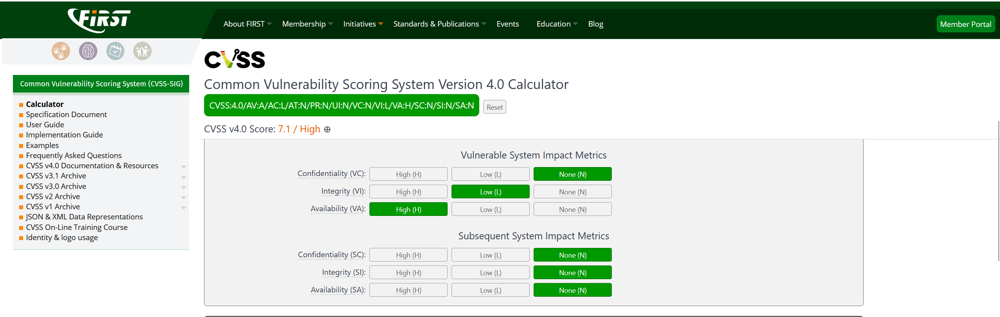 FiRST
About FIRST
Membership
Initiatives
Standards & Publications
Events
Education
Blog
Member Portal
Common Vulnerability Scoring System (CVSS-SIG)
Calculator
Specification Document
User Guide
Implementation Guide
Examples
Frequently Asked Questions
CVSS v4.0 Documentation & Resources
CVSS v3.1 Archive
CVSS v3.0 Archive
CVSS v2 Archive
CVSS v1 Archive
JSON & XML Data Representations
CVSS On-Line Training Course
Identity & logo usage
CVSS
Common Vulnerability Scoring System Version 4.0 Calculator
CVSS:4.0/AV:A/AC:L/AT:N/PR:N/UI:N/VC:N/VI:L/VA:H/SC:N/SI:N/SA:N Reset
CVSS v4.0 Score: 7.1 / High ⊕
Vulnerable System Impact Metrics
Confidentiality (VC): High (H) Low (L) None (N)
Integrity (VI): High (H) Low (L) None (N)
Availability (VA): High (H) Low (L) None (N)
Subsequent System Impact Metrics
Confidentiality (SC): High (H) Low (L) None (N)
Integrity (SI): High (H) Low (L) None (N)
Availability (SA): High (H) Low (L) None (N)